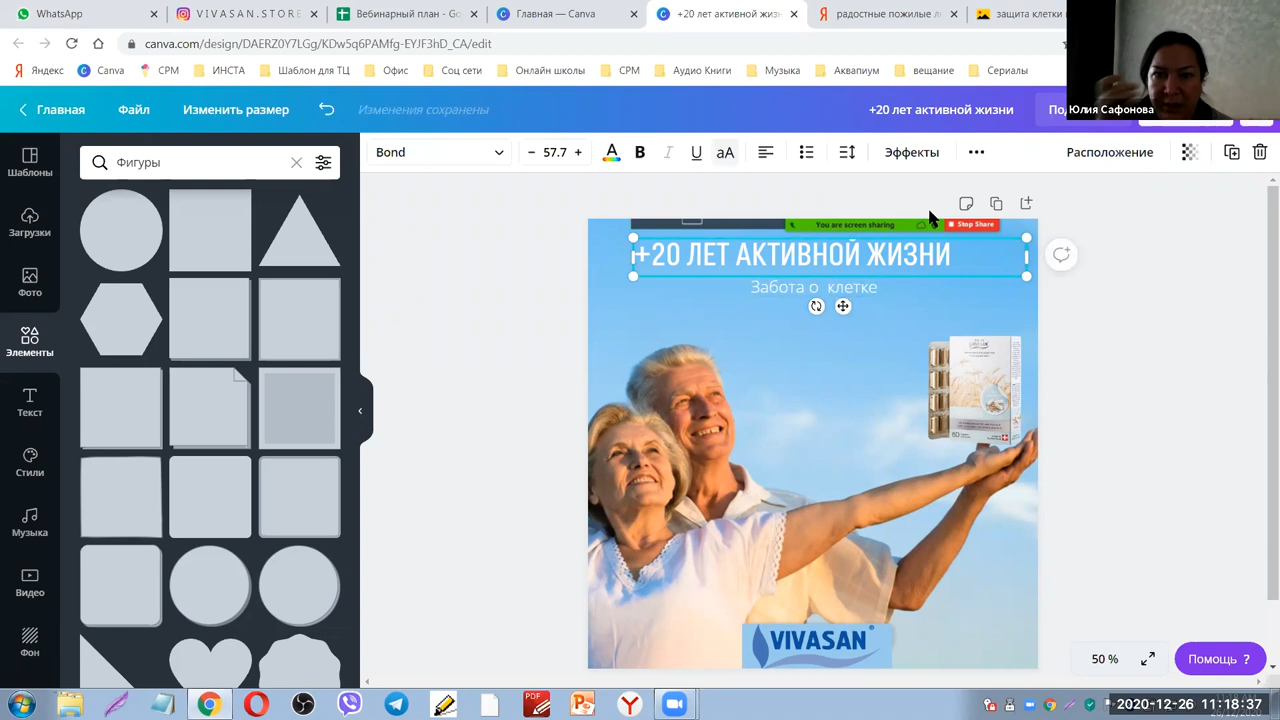 WhatsApp
V I V A S A N . S T O R E
Вебинарный план - Go
Главная — Canva
+20 лет активной жизн
радостные пожилые л
защита клетки
canva.com/design/DAERZ0Y7LGg/KDw5q6PAMfg-EYJF3hD_CA/edit
Яндекс
Canva
СРМ
ИНСТА
Шаблон для ТЦ
Офис
Соц сети
Онлайн школы
СРМ
Аудио Книги
Музыка
Аквапиум
вещание
Сериалы
Главная
Файл
Изменить размер
Изменения сохранены
+20 лет активной жизни
Юлия Сафонова
Фигуры
Bond
57.7
Эффекты
Расположение
Шаблоны
Загрузки
Фото
Элементы
Текст
Стили
Музыка
Видео
Фон
You are screen sharing
Stop Share
+20 ЛЕТ АКТИВНОЙ ЖИЗНИ
Забота о клетке
VIVASAN®
50 %
Помощь ?
2020-12-26 11:18:37